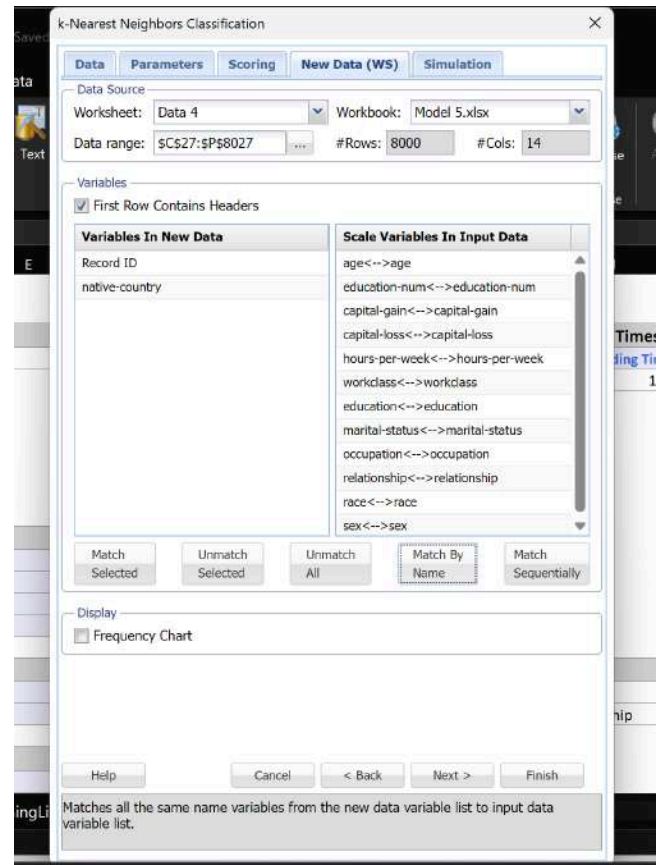 k-Nearest Neighbors Classification
Saved
Data Parameters Scoring New Data (WS) Simulation
ata
Data Source
Worksheet: Data 4 Workbook: Model 5.xlsx
Data range: $C$27:$P$8027 ... #Rows: 8000 #Cols: 14
Text
se
Variables
First Row Contains Headers
Variables In New Data Scale Variables In Input Data
E
Record ID age<-->age
native-country education-num<-->education-num
capital-gain<-->capital-gain
capital-loss<-->capital-loss
Times
hours-per-week<-->hours-per-week
ding Ti
workclass<-->workclass
1
education<-->education
marital-status<-->marital-status
occupation<-->occupation
relationship<-->relationship
race<-->race
sex<-->sex
Match Selected Unmatch Selected Unmatch All Match By Name Match Sequentially
Display
Frequency Chart
hip
Help Cancel < Back Next > Finish
ingLi
Matches all the same name variables from the new data variable list to input data
variable list.